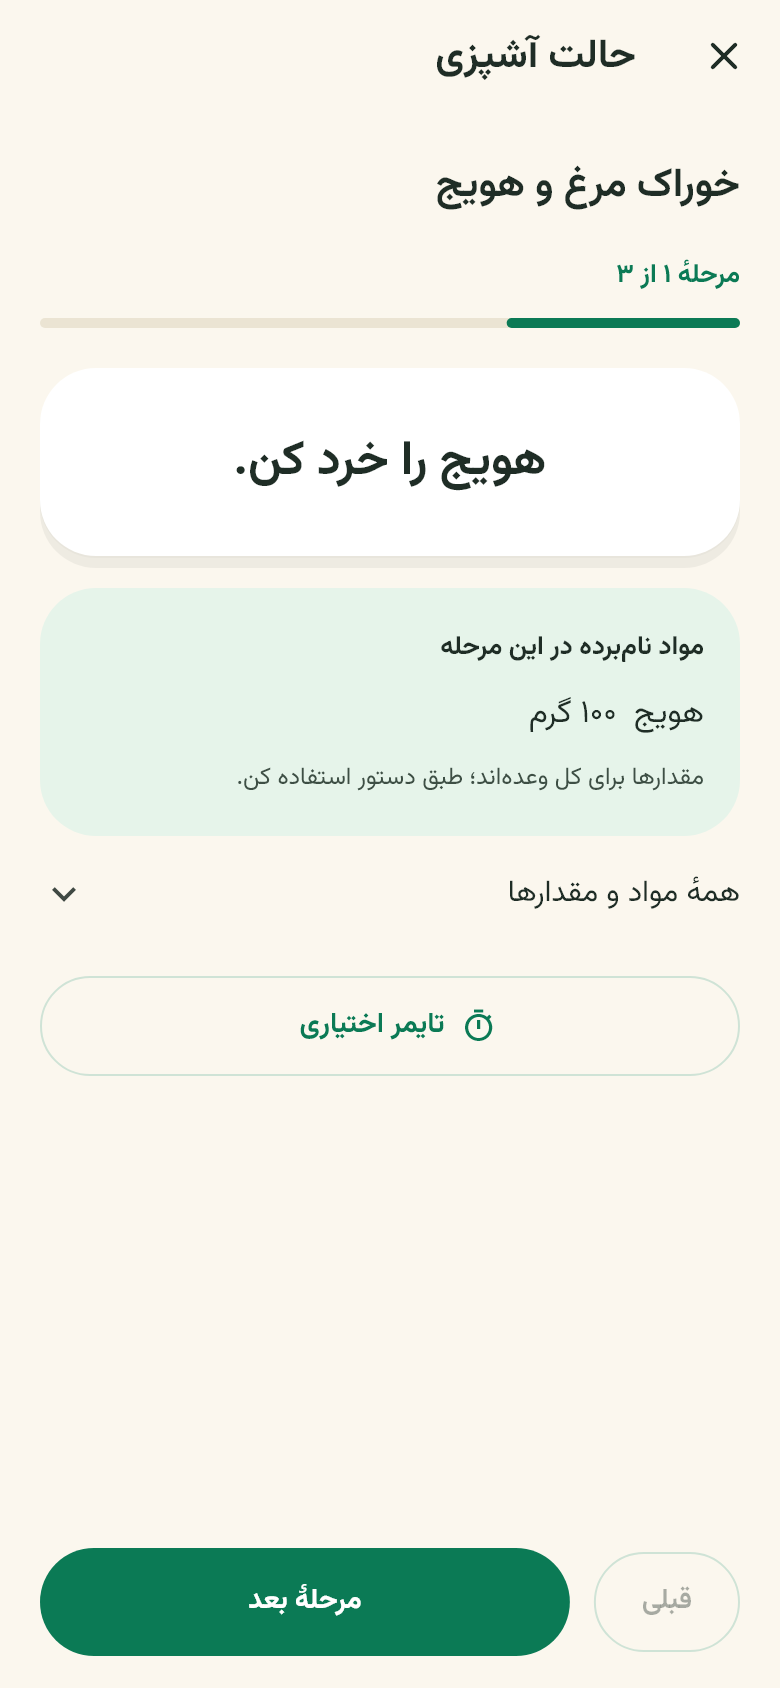 حالت آشپزی
خوراک مرغ و هویج
مرحلهٔ ۱ از ۳
هویج را خرد کن.
مواد نام‌برده در این مرحله
هویج ۱۰۰ گرم
مقدارها برای کل وعده‌اند؛ طبق دستور استفاده کن.
همهٔ مواد و مقدارها
تایمر اختیاری
قبلی
مرحلهٔ بعد